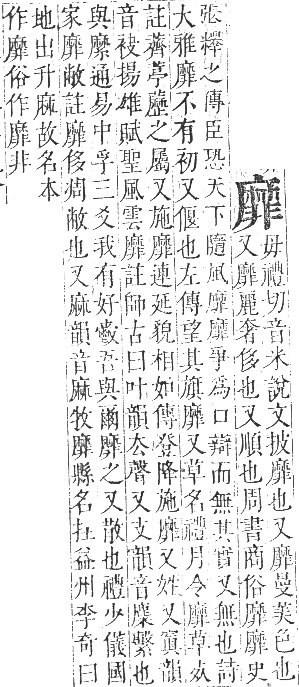 靡
母禮切音米說文披靡也又靡曼美色也
又靡麗奢侈也又順也周書商俗靡靡史
張釋之傳臣恐天下隨風靡靡爭為口辯而無其實又無也詩
大雅靡不有初又偃也左傳望其旗靡又草名禮月令靡草死
註薺葶藶之屬又施靡連延貌相如傳登降施靡又姓又寘韻
音袚揚雄賦聖風雲靡註師古曰叶韻去聲又支韻音糜繫也
與縻通易中孚三爻我有好爵吾與爾靡之又散也禮少儀國
家靡敝註靡侈凋敝也又麻韻音麻收靡縣名在益州李奇曰
地出升麻故名本
作靡俗作靡非